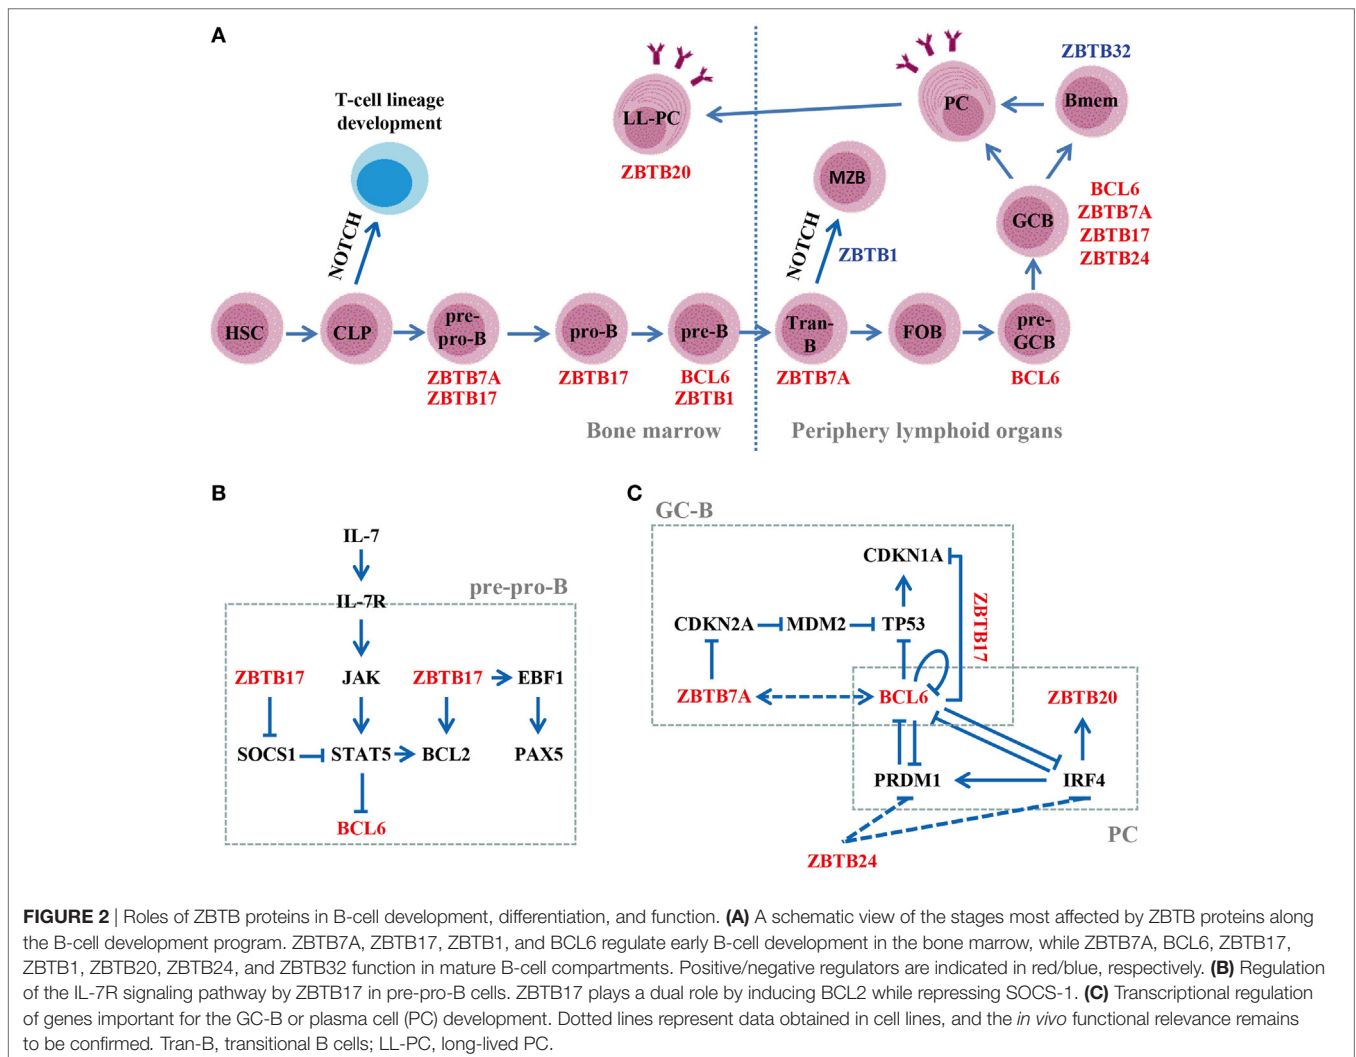 A
T-cell lineage
development
NOTCH
HSC
CLP
pre-
pro-B
ZBTB7A
ZBTB17
pro-B
ZBTB17
pre-B
BCL6
ZBTB1
LL-PC
ZBTB20
Bone marrow
MZB
NOTCH
ZBTB1
Tran-
B
ZBTB7A
FOB
pre-
GCB
BCL6
GCB
BCL6
ZBTB7A
ZBTB17
ZBTB24
PC
Bmem
ZBTB32
Periphery lymphoid organs
B
IL-7
IL-7R
pre-pro-B
ZBTB17
JAK
ZBTB17
EBF1
SOCS1
STAT5
BCL2
PAX5
BCL6
C
GC-B
CDKN1A
CDKN2A
MDM2
TP53
ZBTB17
ZBTB7A
BCL6
ZBTB20
PRDM1
IRF4
PC
ZBTB24
FIGURE 2 | Roles of ZBTB proteins in B-cell development, differentiation, and function. (A) A schematic view of the stages most affected by ZBTB proteins along
the B-cell development program. ZBTB7A, ZBTB17, ZBTB1, and BCL6 regulate early B-cell development in the bone marrow, while ZBTB7A, BCL6, ZBTB17,
ZBTB1, ZBTB20, ZBTB24, and ZBTB32 function in mature B-cell compartments. Positive/negative regulators are indicated in red/blue, respectively. (B) Regulation
of the IL-7R signaling pathway by ZBTB17 in pre-pro-B cells. ZBTB17 plays a dual role by inducing BCL2 while repressing SOCS-1. (C) Transcriptional regulation
of genes important for the GC-B or plasma cell (PC) development. Dotted lines represent data obtained in cell lines, and the in vivo functional relevance remains
to be confirmed. Tran-B, transitional B cells; LL-PC, long-lived PC.